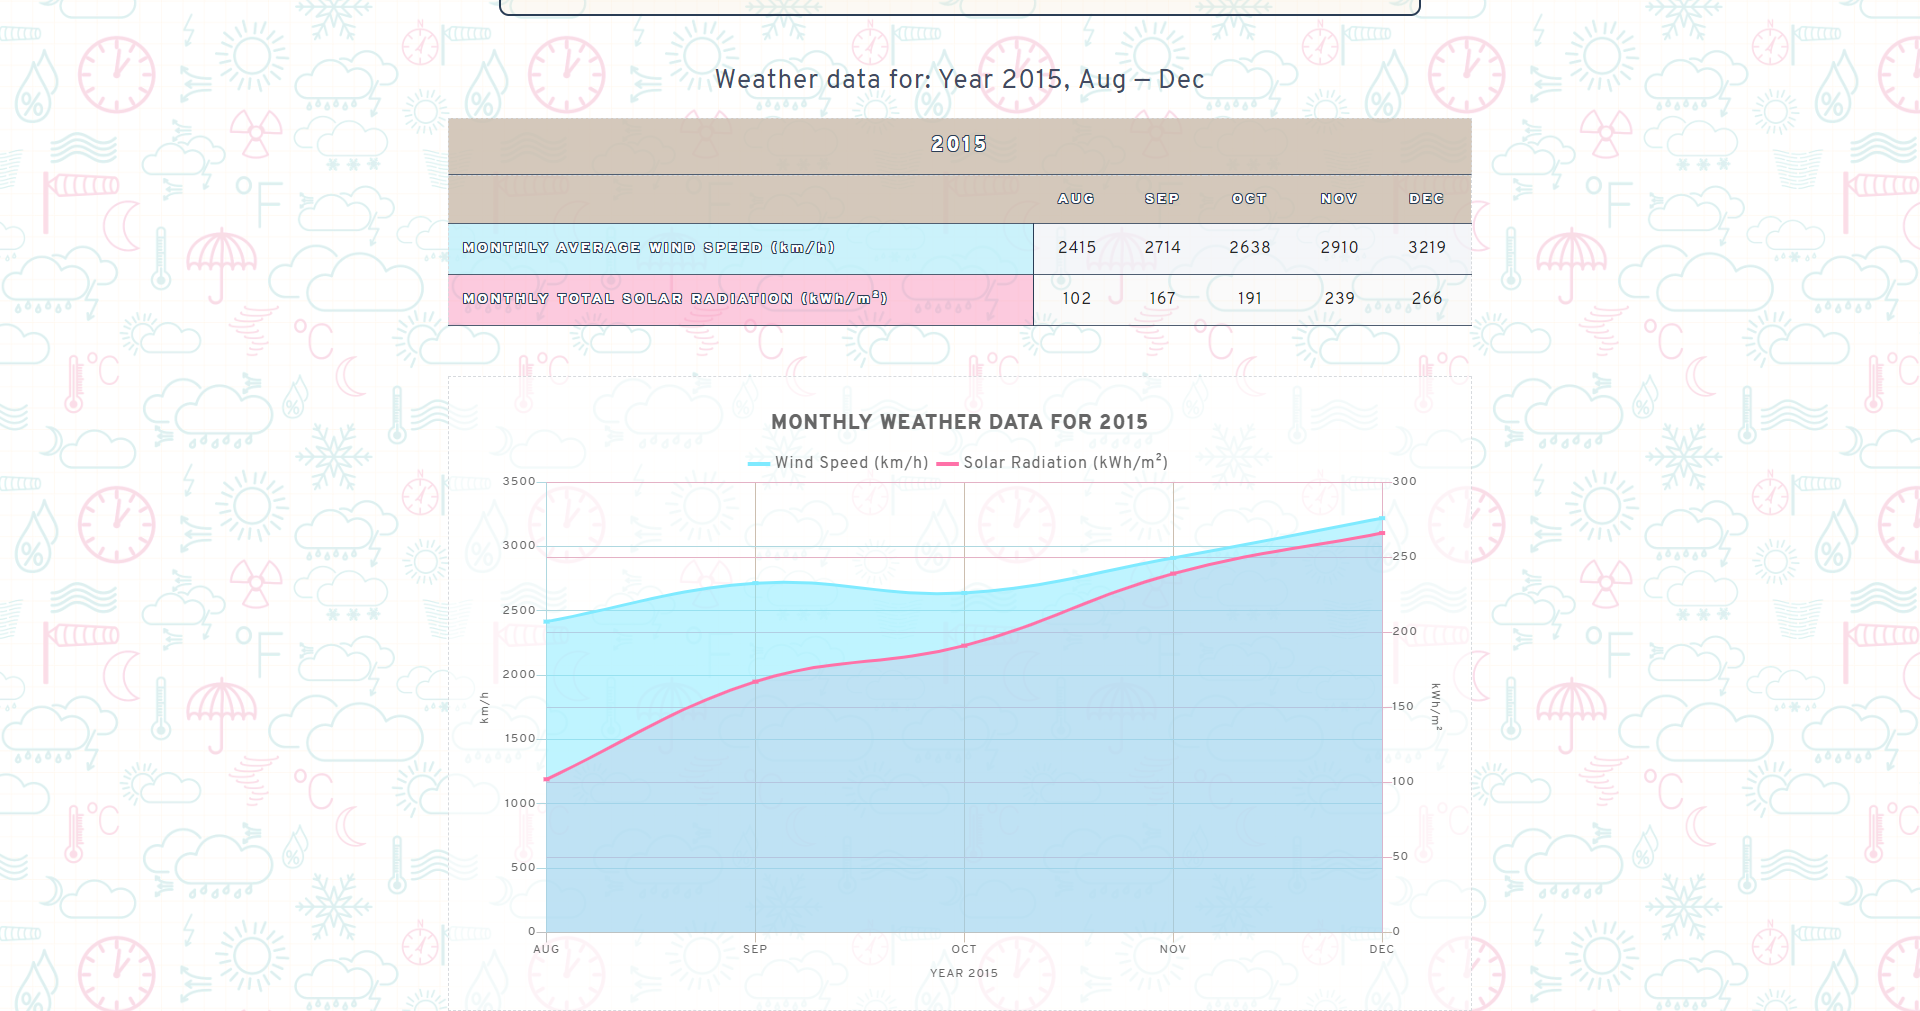 Weather data for: Year 2015, Aug – Dec
2015
AUG SEP OCT NOV DEC
MONTHLY AVERAGE WIND SPEED (km/h) 2415 2714 2638 2910 3219
MONTHLY TOTAL SOLAR RADIATION (kWh/m²) 102 167 191 239 266
MONTHLY WEATHER DATA FOR 2015
Wind Speed (km/h) Solar Radiation (kWh/m²)
3500 300
3000 250
2500 200
2000
km/h 150 kWh/m²
1500
1000 100
500 50
0 0
AUG SEP OCT NOV DEC
YEAR 2015
°F
°C
%
N